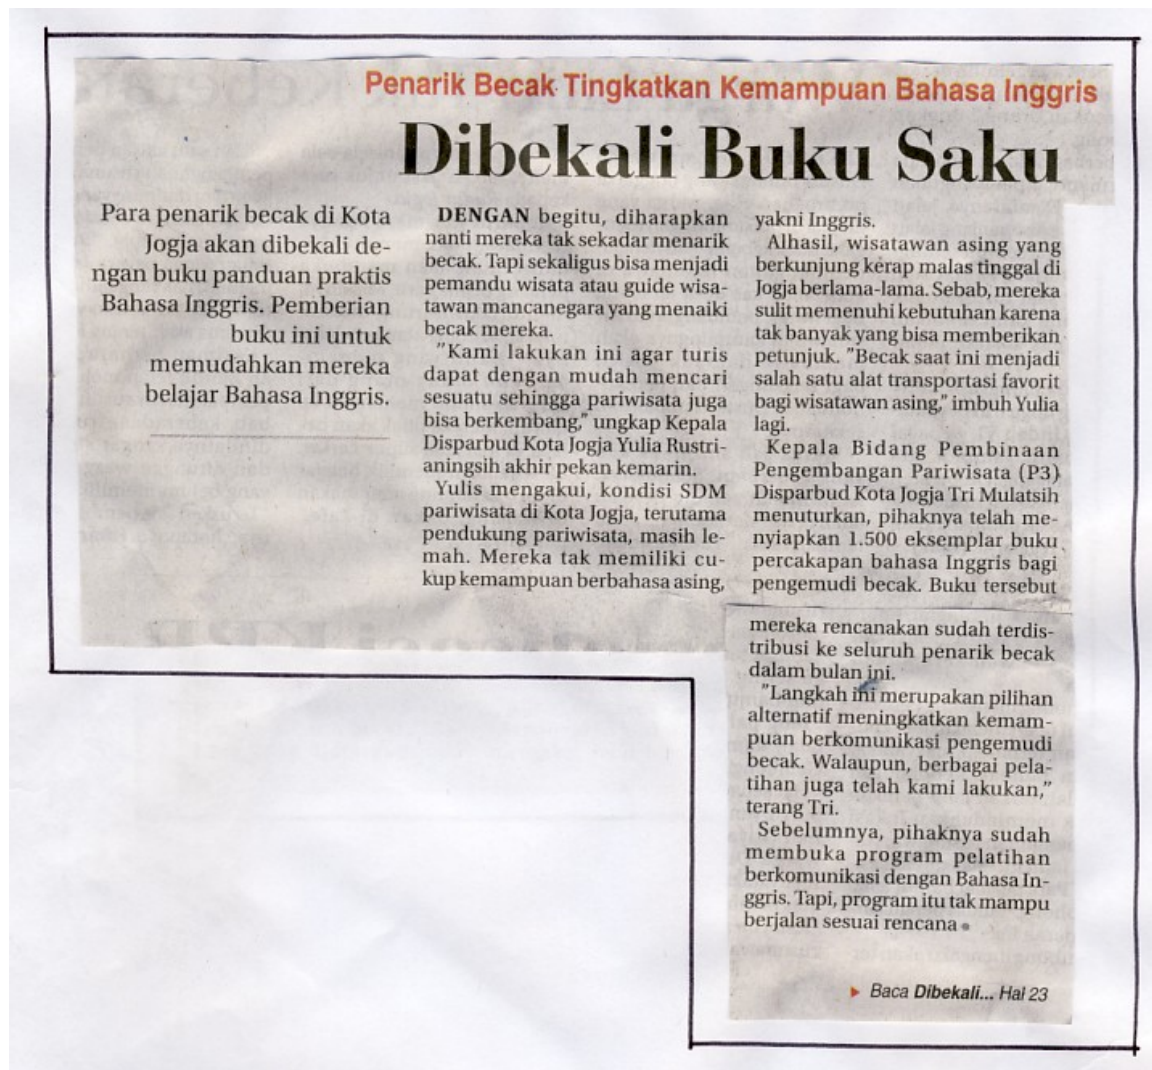 Penarik Becak Tingkatkan Kemampuan Bahasa Inggris
Dibekali Buku Saku
Para penarik becak di Kota
Jogja akan dibekali de-
ngan buku panduan praktis
Bahasa Inggris. Pemberian
buku ini untuk
memudahkan mereka
belajar Bahasa Inggris.
DENGAN begitu, diharapkan
nanti mereka tak sekadar menarik
becak. Tapi sekaligus bisa menjadi
pemandu wisata atau guide wisa-
tawan mancanegara yang menaiki
becak mereka.
"Kami lakukan ini agar turis
dapat dengan mudah mencari
sesuatu sehingga pariwisata juga
bisa berkembang," ungkap Kepala
Disparbud Kota Jogja Yulia Rustri-
aningsih akhir pekan kemarin.
Yulis mengakui, kondisi SDM
pariwisata di Kota Jogja, terutama
pendukung pariwisata, masih le-
mah. Mereka tak memiliki cu-
kup kemampuan berbahasa asing,
yakni Inggris.
Alhasil, wisatawan asing yang
berkunjung kerap malas tinggal di
Jogja berlama-lama. Sebab, mereka
sulit memenuhi kebutuhan karena
tak banyak yang bisa memberikan
petunjuk. "Becak saat ini menjadi
salah satu alat transportasi favorit
bagi wisatawan asing," imbuh Yulia
lagi.
Kepala Bidang Pembinaan
Pengembangan Pariwisata (P3)
Disparbud Kota Jogja Tri Mulatsih
menuturkan, pihaknya telah me-
nyiapkan 1.500 eksemplar buku
percakapan bahasa Inggris bagi
pengemudi becak. Buku tersebut
mereka rencanakan sudah terdis-
tribusi ke seluruh penarik becak
dalam bulan ini.
"Langkah ini merupakan pilihan
alternatif meningkatkan kemam-
puan berkomunikasi pengemudi
becak. Walaupun, berbagai pela-
tihan juga telah kami lakukan,"
terang Tri.
Sebelumnya, pihaknya sudah
membuka program pelatihan
berkomunikasi dengan Bahasa In-
ggris. Tapi, program itu tak mampu
berjalan sesuai rencana
Baca Dibekali... Hal 23